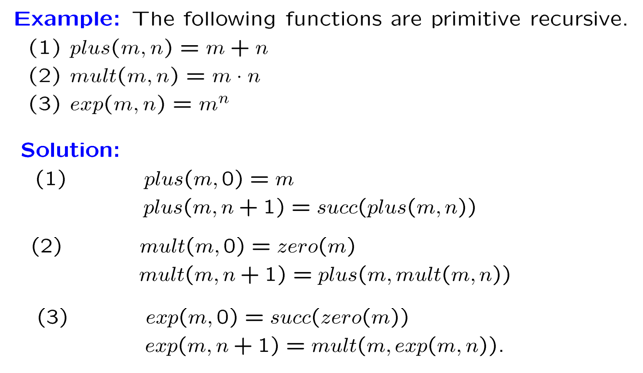 Example: The following functions are primitive recursive.
(1) plus(m, n) = m + n
(2) mult(m, n) = m · n
(3) exp(m, n) = mⁿ
Solution:
(1) plus(m, 0) = m
plus(m, n + 1) = succ(plus(m, n))
(2) mult(m, 0) = zero(m)
mult(m, n + 1) = plus(m, mult(m, n))
(3) exp(m, 0) = succ(zero(m))
exp(m, n + 1) = mult(m, exp(m, n)).